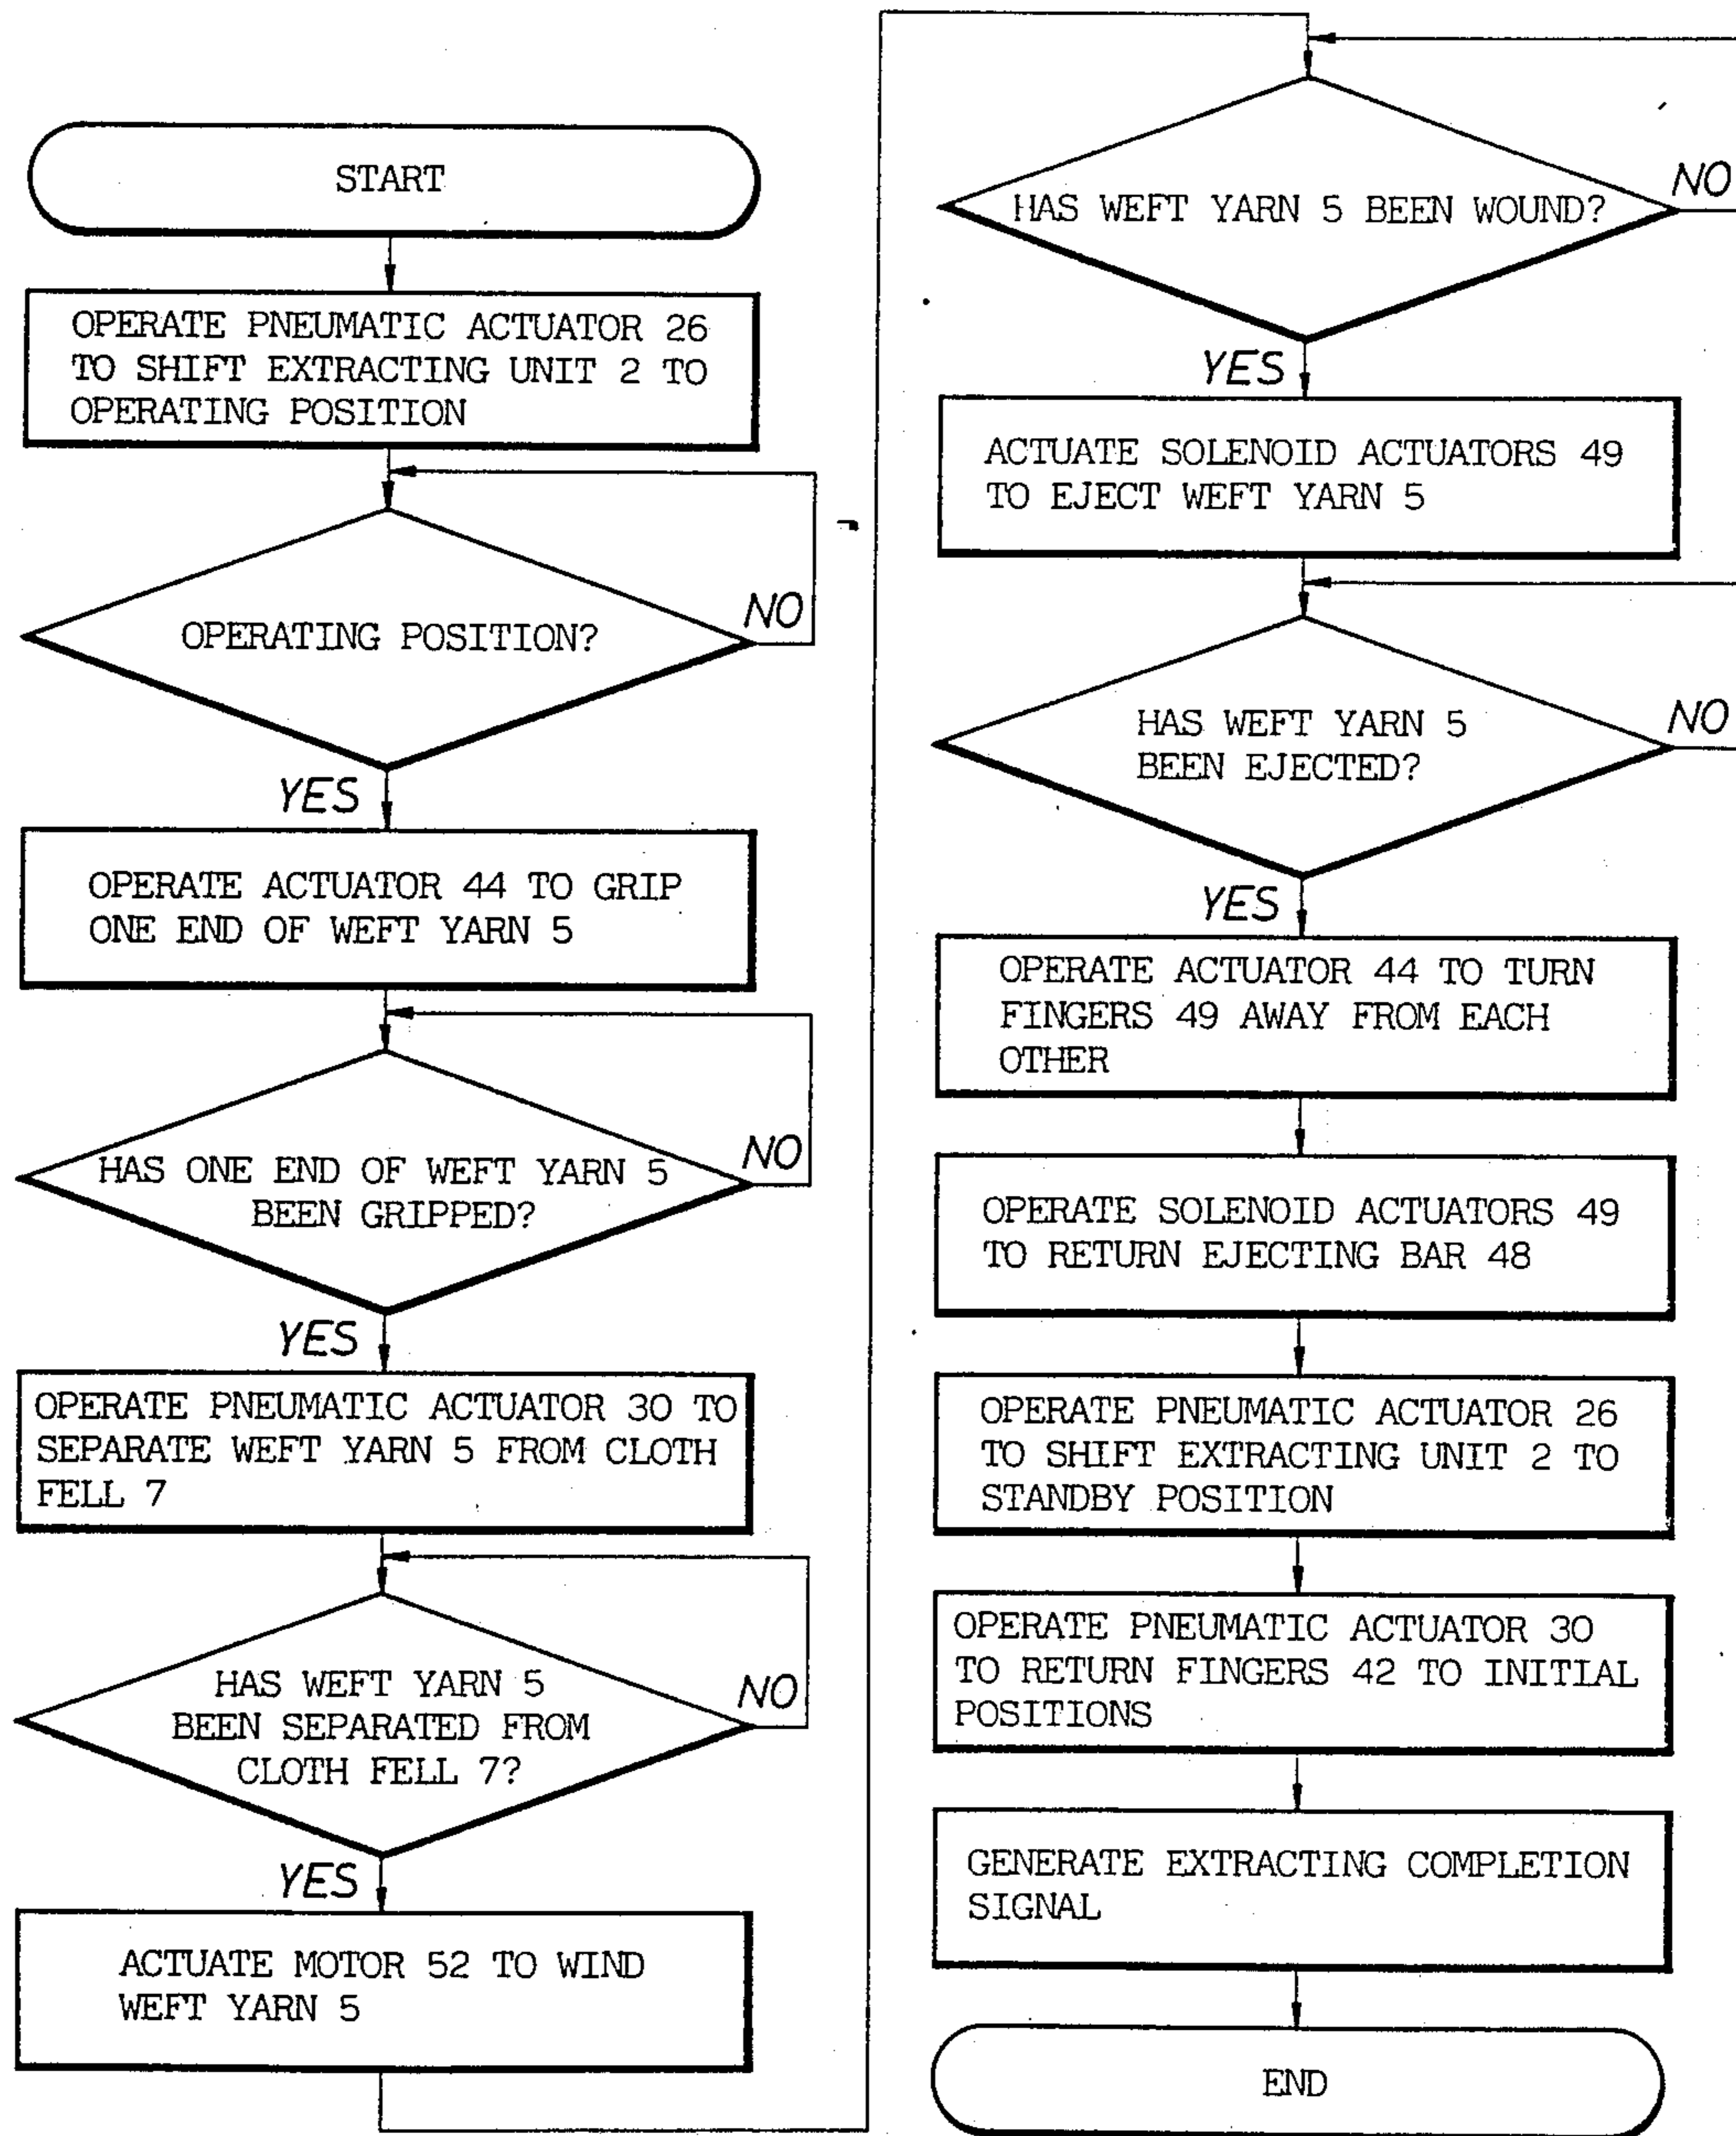 START
OPERATE PNEUMATIC ACTUATOR 26
TO SHIFT EXTRACTING UNIT 2 TO
OPERATING POSITION
OPERATING POSITION?
NO
YES
OPERATE ACTUATOR 44 TO GRIP
ONE END OF WEFT YARN 5
HAS ONE END OF WEFT YARN 5
BEEN GRIPPED?
NO
YES
OPERATE PNEUMATIC ACTUATOR 30 TO
SEPARATE WEFT YARN 5 FROM CLOTH
FELL 7
HAS WEFT YARN 5
BEEN SEPARATED FROM
CLOTH FELL 7?
NO
YES
ACTUATE MOTOR 52 TO WIND
WEFT YARN 5
HAS WEFT YARN 5 BEEN WOUND?
NO
YES
ACTUATE SOLENOID ACTUATORS 49
TO EJECT WEFT YARN 5
HAS WEFT YARN 5
BEEN EJECTED?
NO
YES
OPERATE ACTUATOR 44 TO TURN
FINGERS 49 AWAY FROM EACH
OTHER
OPERATE SOLENOID ACTUATORS 49
TO RETURN EJECTING BAR 48
OPERATE PNEUMATIC ACTUATOR 26
TO SHIFT EXTRACTING UNIT 2 TO
STANDBY POSITION
OPERATE PNEUMATIC ACTUATOR 30
TO RETURN FINGERS 42 TO INITIAL
POSITIONS
GENERATE EXTRACTING COMPLETION
SIGNAL
END